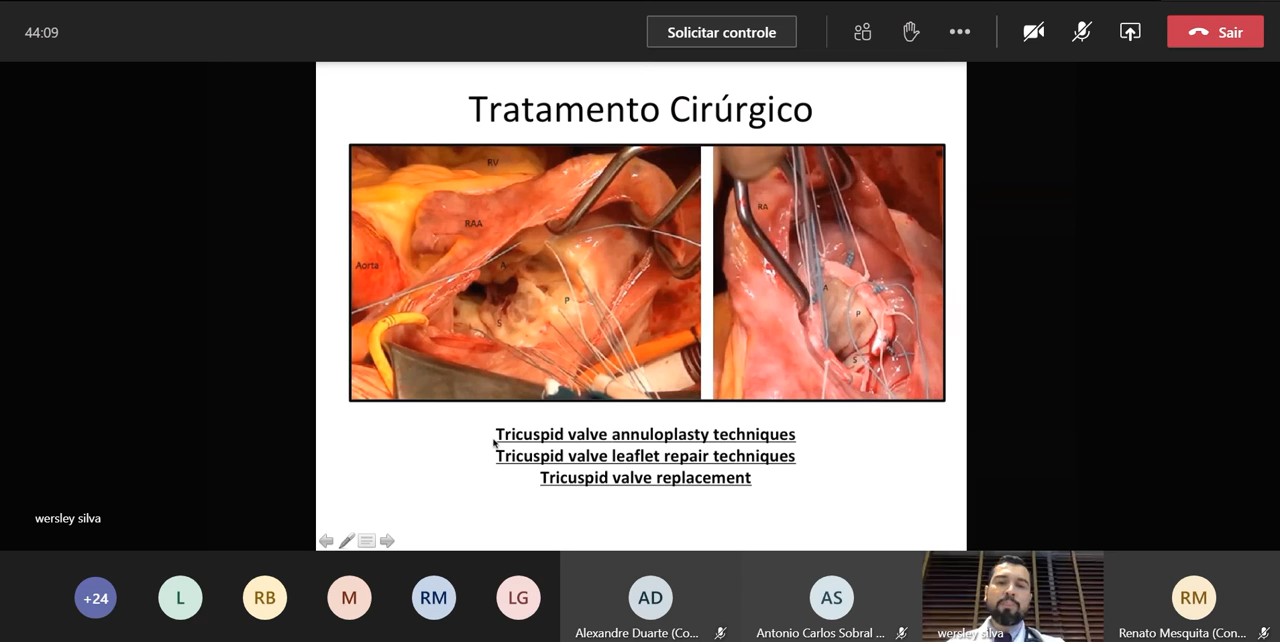 44:09
Solicitar controle
Sair
Tratamento Cirúrgico
RV
RAA
Aorta
A
P
S
RA
A
P
S
Tricuspid valve annuloplasty techniques
Tricuspid valve leaflet repair techniques
Tricuspid valve replacement
wersley silva
+24
L
RB
M
RM
LG
AD
AS
RM
Alexandre Duarte (Co...
Antonio Carlos Sobral ...
wersley silva
Renato Mesquita (Con...